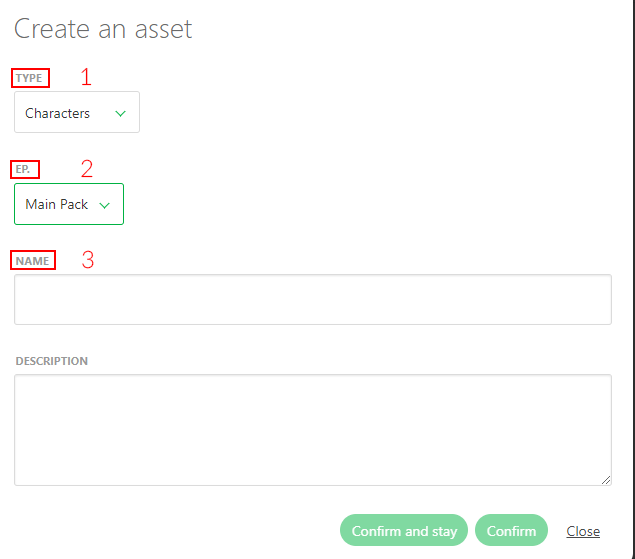 Create an asset
TYPE 1
Characters
EP. 2
Main Pack
NAME 3
DESCRIPTION
Confirm and stay Confirm Close